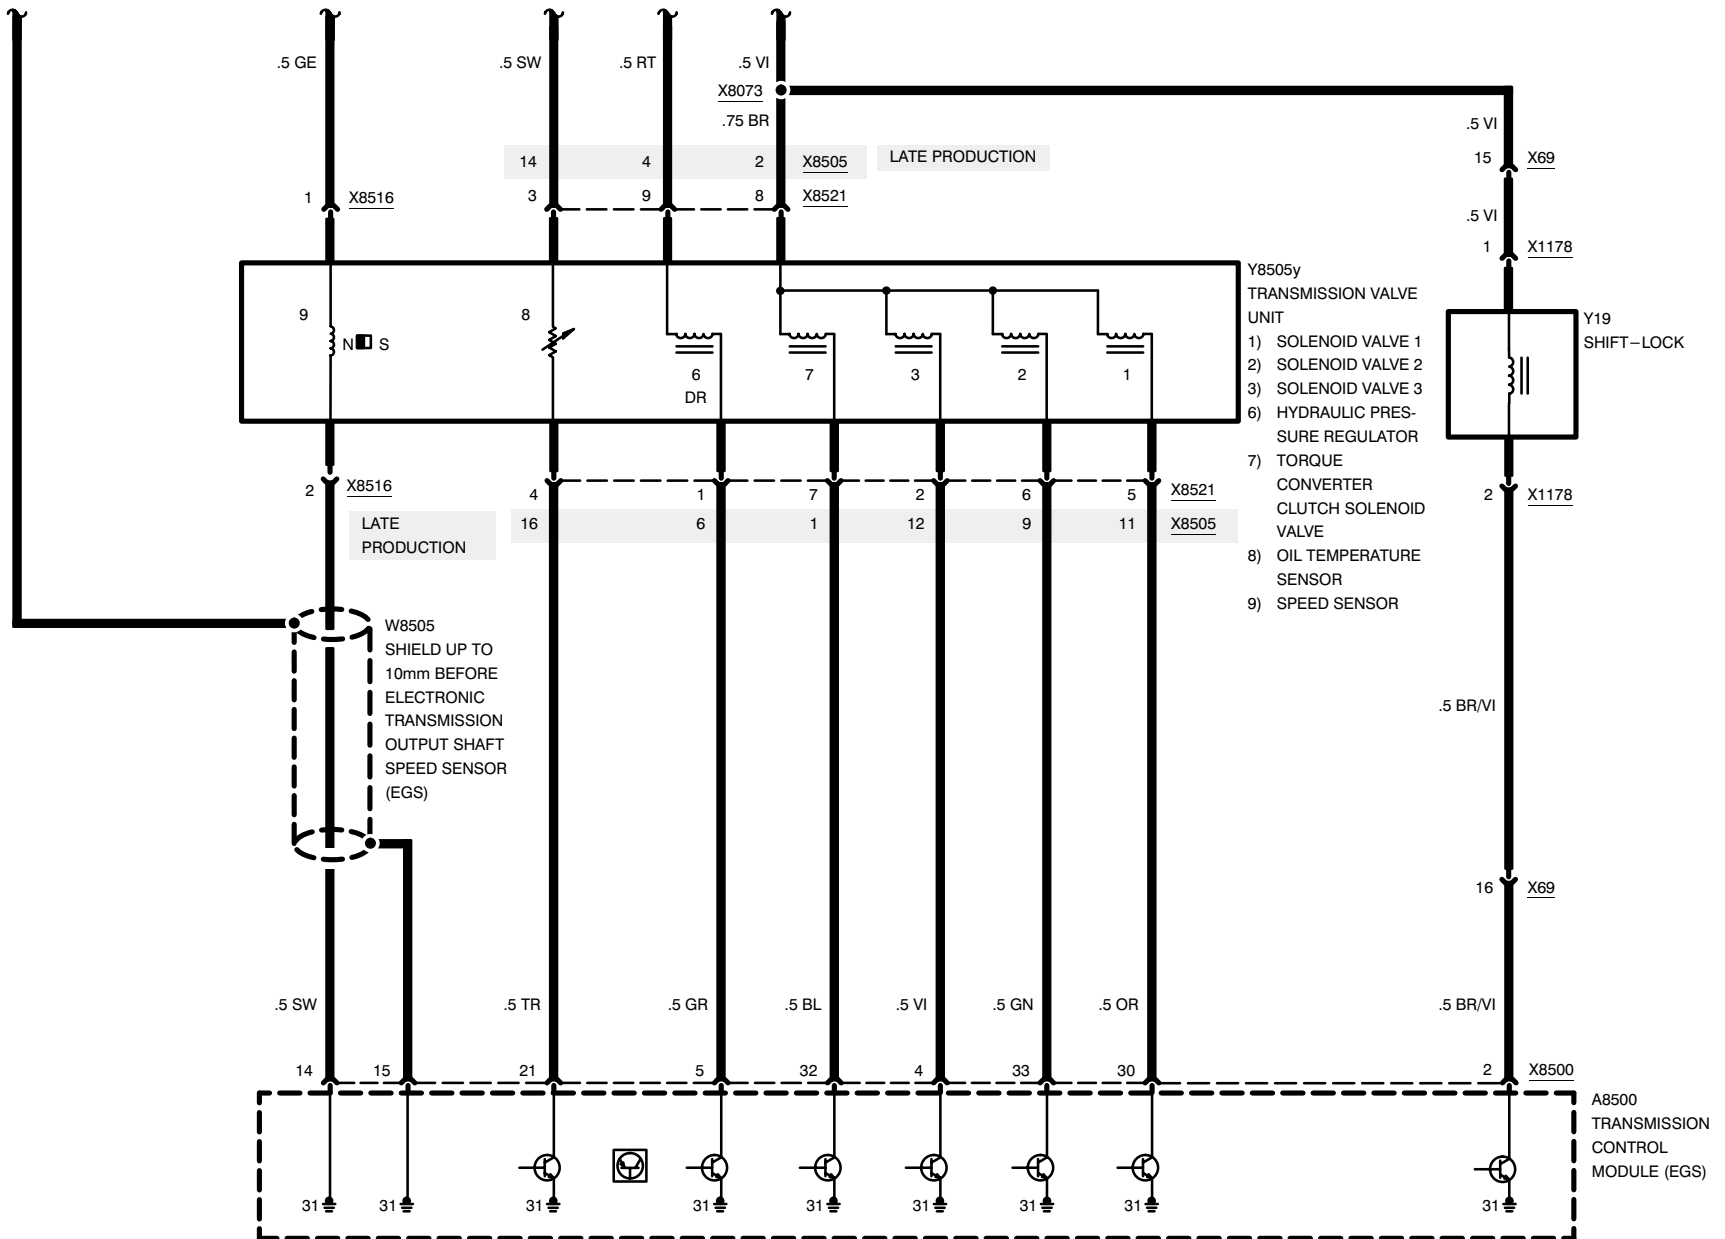 .5 GE
.5 SW
.5 RT
.5 VI
X8073
.75 BR
.5 VI
14
4
2
X8505
LATE PRODUCTION
15
X69
1
X8516
3
9
8
X8521
.5 VI
1
X1178
9
N
S
8
6
DR
7
3
2
1
Y8505y
TRANSMISSION VALVE
UNIT
1) SOLENOID VALVE 1
2) SOLENOID VALVE 2
3) SOLENOID VALVE 3
6) HYDRAULIC PRES-
SURE REGULATOR
7) TORQUE
CONVERTER
CLUTCH SOLENOID
VALVE
8) OIL TEMPERATURE
SENSOR
9) SPEED SENSOR
Y19
SHIFT–LOCK
2
X8516
4
1
7
2
6
5
X8521
2
X1178
LATE
PRODUCTION
16
6
1
12
9
11
X8505
W8505
SHIELD UP TO
10mm BEFORE
ELECTRONIC
TRANSMISSION
OUTPUT SHAFT
SPEED SENSOR
(EGS)
.5 BR/VI
16
X69
.5 SW
.5 TR
.5 GR
.5 BL
.5 VI
.5 GN
.5 OR
.5 BR/VI
14
15
21
5
32
4
33
30
2
X8500
A8500
TRANSMISSION
CONTROL
MODULE (EGS)
31
31
31
31
31
31
31
31
31